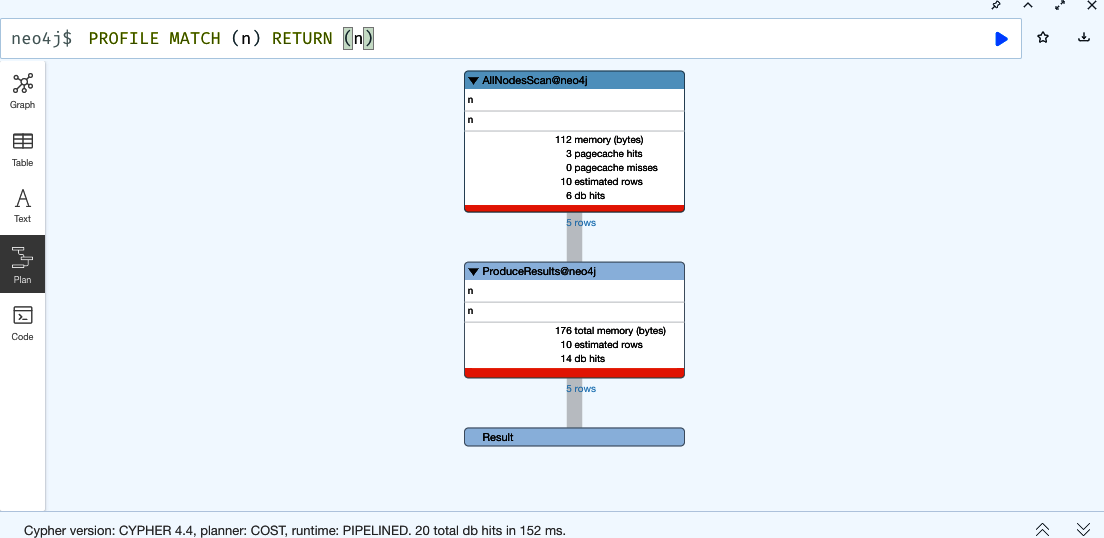 neo4j$ PROFILE MATCH (n) RETURN (n)
Graph
Table
Text
Plan
Code
AllNodesScan@neo4j
n
n
112 memory (bytes)
3 pagecache hits
0 pagecache misses
10 estimated rows
6 db hits
5 rows
ProduceResults@neo4j
n
n
176 total memory (bytes)
10 estimated rows
14 db hits
5 rows
Result
Cypher version: CYPHER 4.4, planner: COST, runtime: PIPELINED. 20 total db hits in 152 ms.